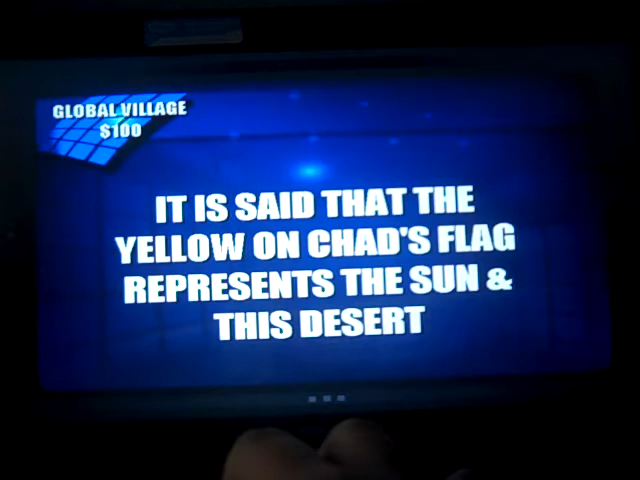 GLOBAL VILLAGE
$100
IT IS SAID THAT THE
YELLOW ON CHAD'S FLAG
REPRESENTS THE SUN &
THIS DESERT